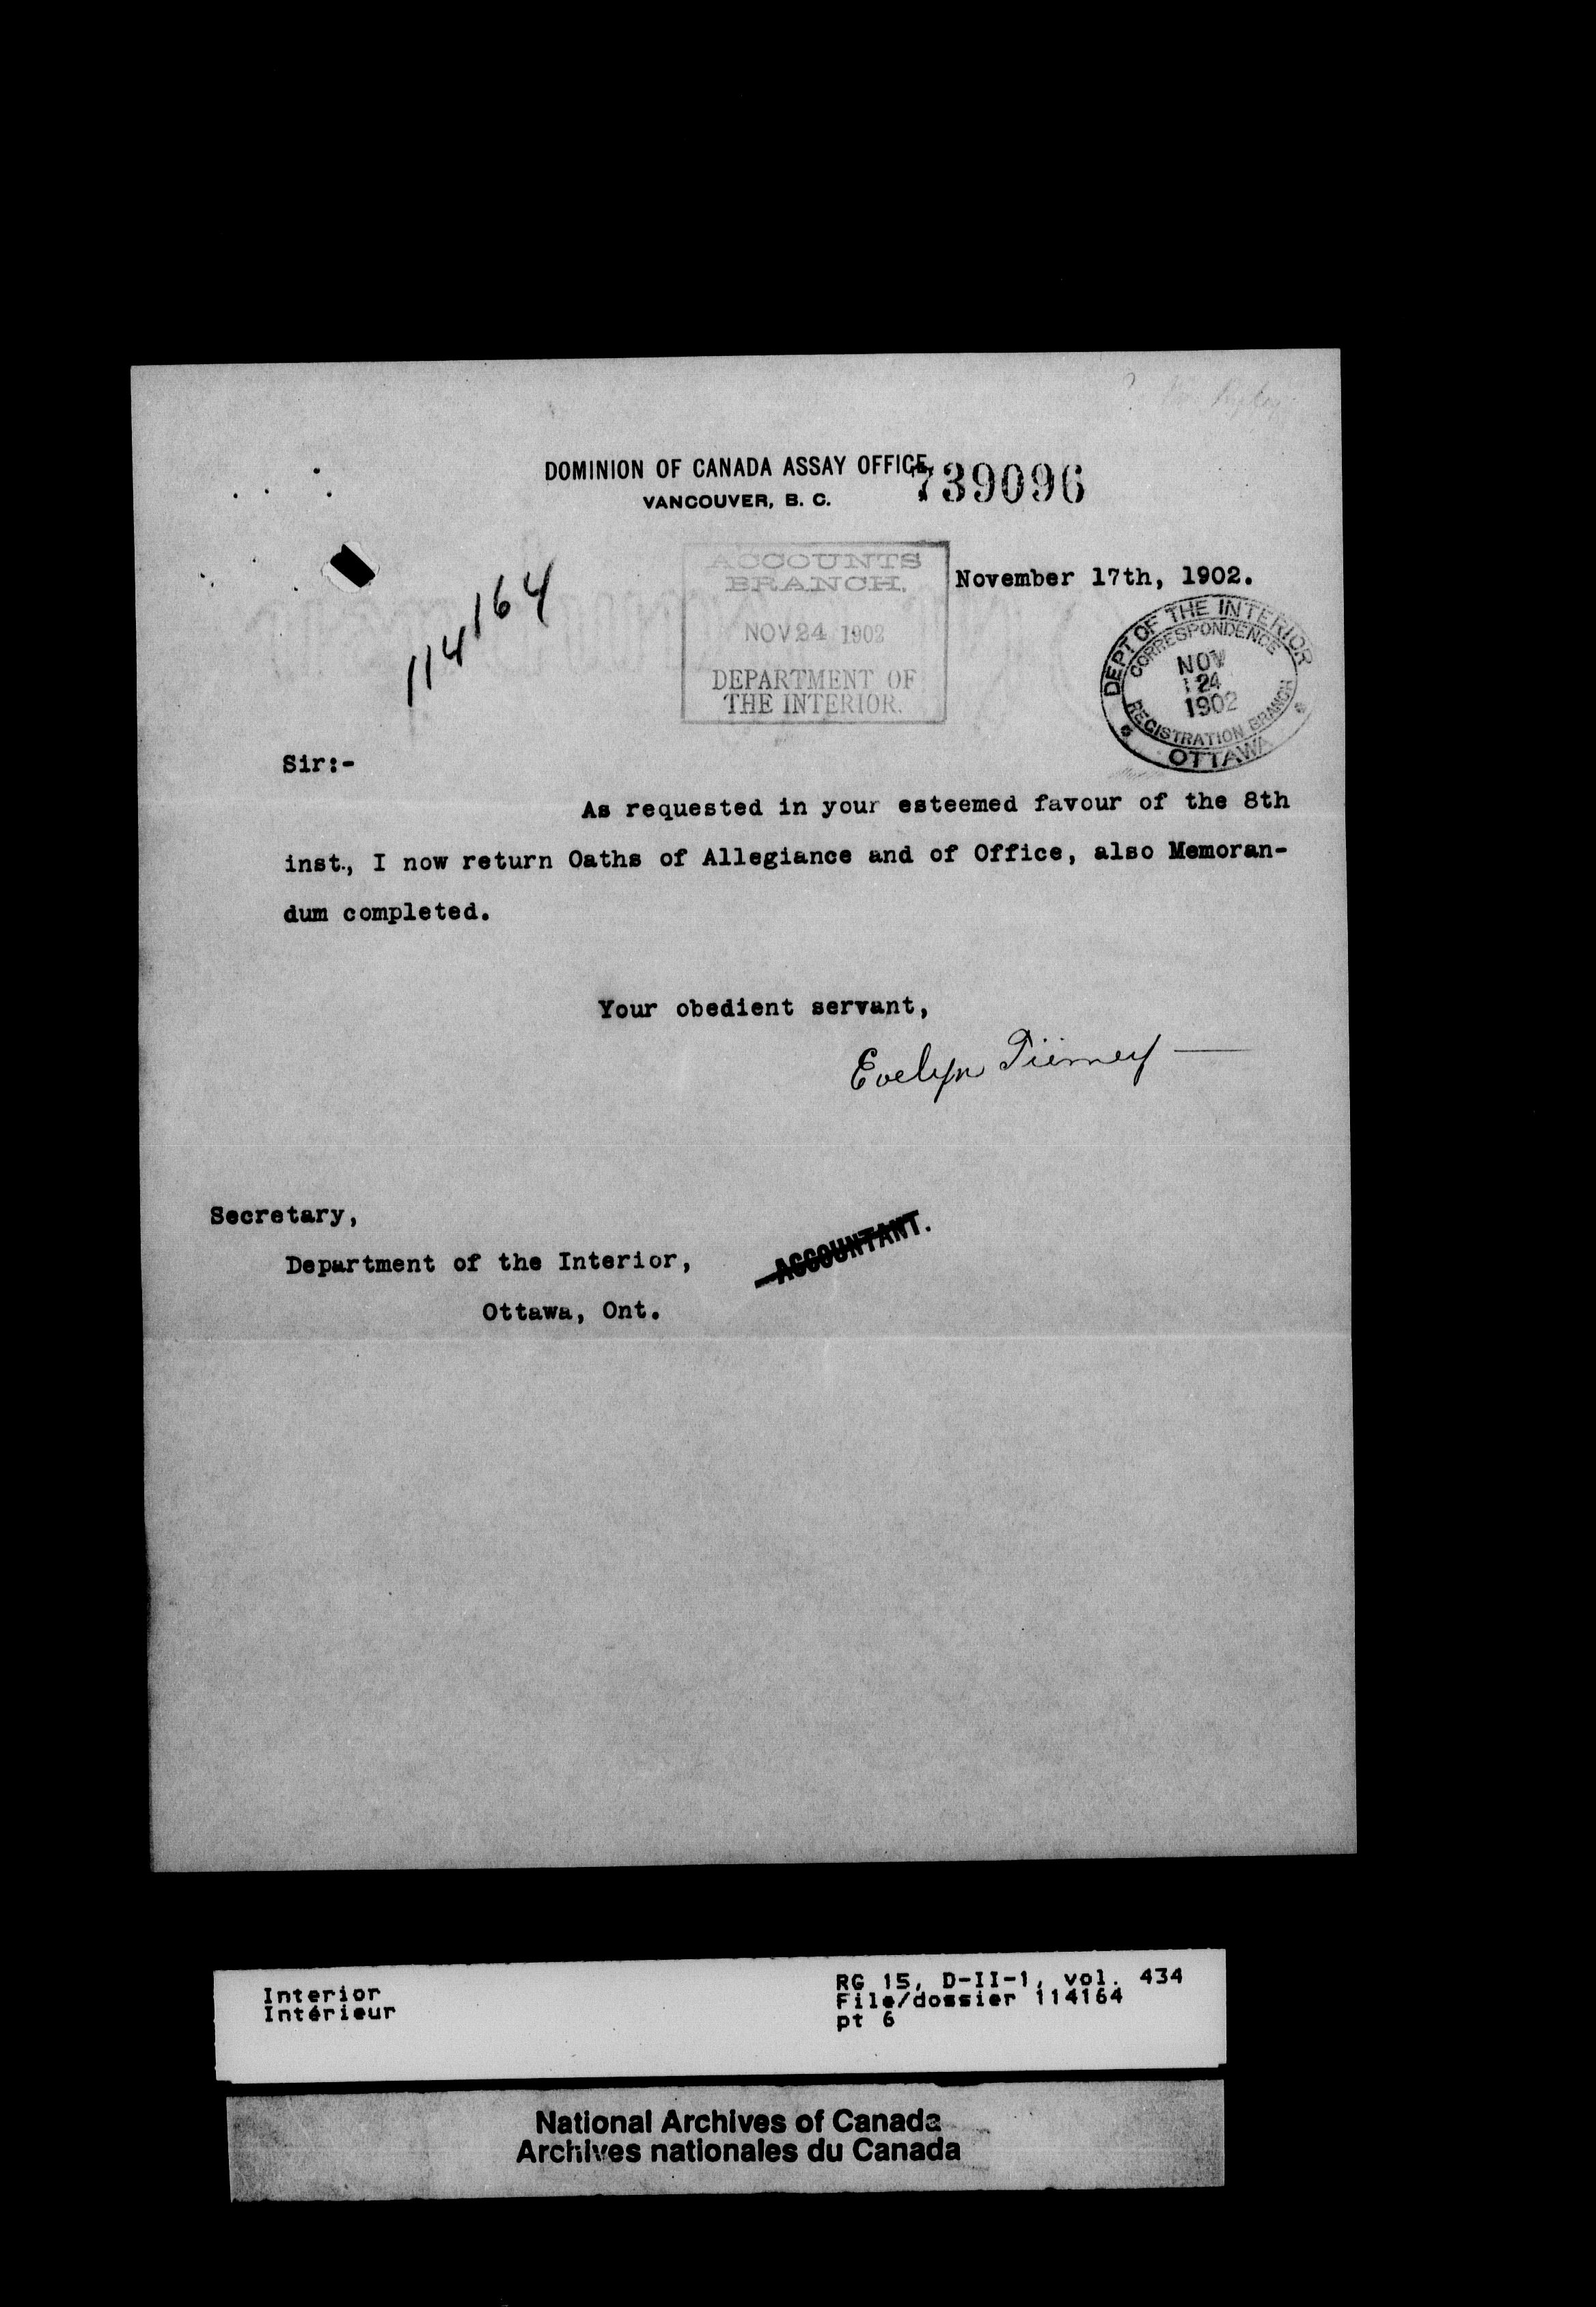 DOMINION OF CANADA ASSAY OFFICE,
VANCOUVER, B. C.
739096
114164
ACCOUNTS
BRANCH.
NOV 24 1902
DEPARTMENT OF
THE INTERIOR.
November 17th, 1902.
DEPT OF THE INTERIOR
CORRESPONDENCE
NOV
24
1902
REGISTRATION BRANCH
OTTAWA
Sir:-
As requested in your esteemed favour of the 8th
inst., I now return Oaths of Allegiance and of Office, also Memoran-
dum completed.
Your obedient servant,
Evelyn Tierney
Secretary,
Department of the Interior,
Ottawa, Ont.
ACCOUNTANT.
Interior
Intérieur
RG 15, D-II-1, vol. 434
File/dossier 114164
pt 6
National Archives of Canada
Archives nationales du Canada